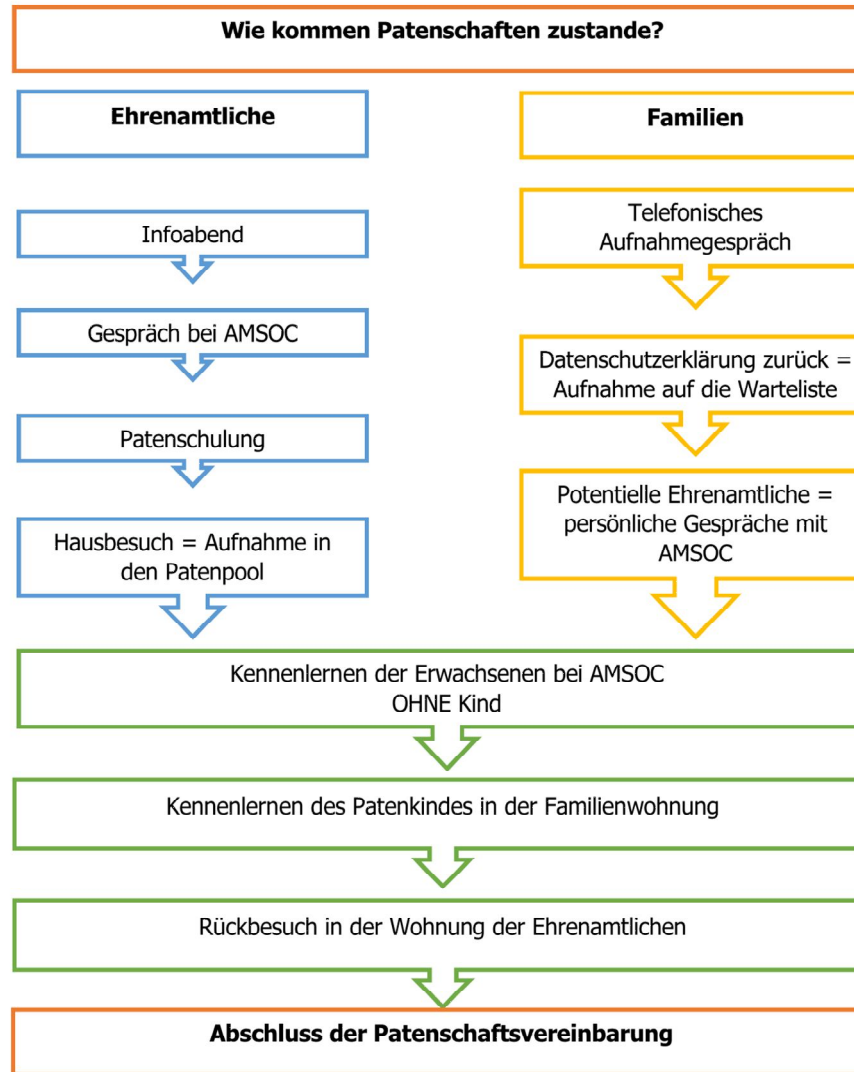 Wie kommen Patenschaften zustande?
Ehrenamtliche
Infoabend
Gespräch bei AMSOC
Patenschulung
Hausbesuch = Aufnahme in
den Patenpool
Familien
Telefonisches
Aufnahmegespräch
Datenschutzerklärung zurück =
Aufnahme auf die Warteliste
Potentielle Ehrenamtliche =
persönliche Gespräche mit
AMSOC
Kennenlernen der Erwachsenen bei AMSOC
OHNE Kind
Kennenlernen des Patenkindes in der Familienwohnung
Rückbesuch in der Wohnung der Ehrenamtlichen
Abschluss der Patenschaftsvereinbarung